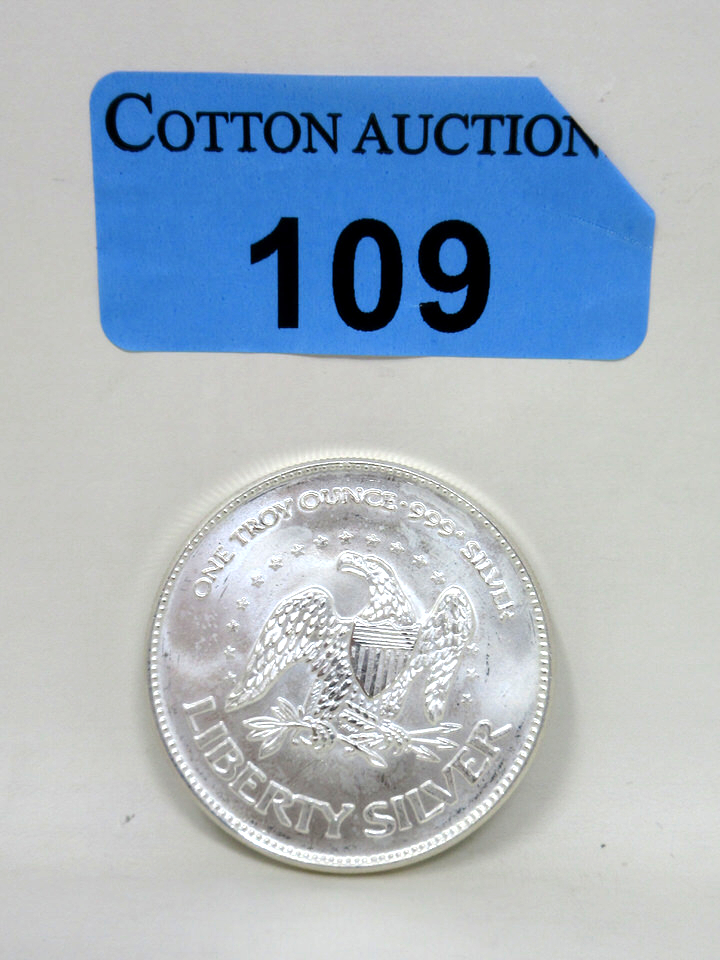 COTTON AUCTION
109
ONE TROY OUNCE · 999+ SILVER
LIBERTY SILVER